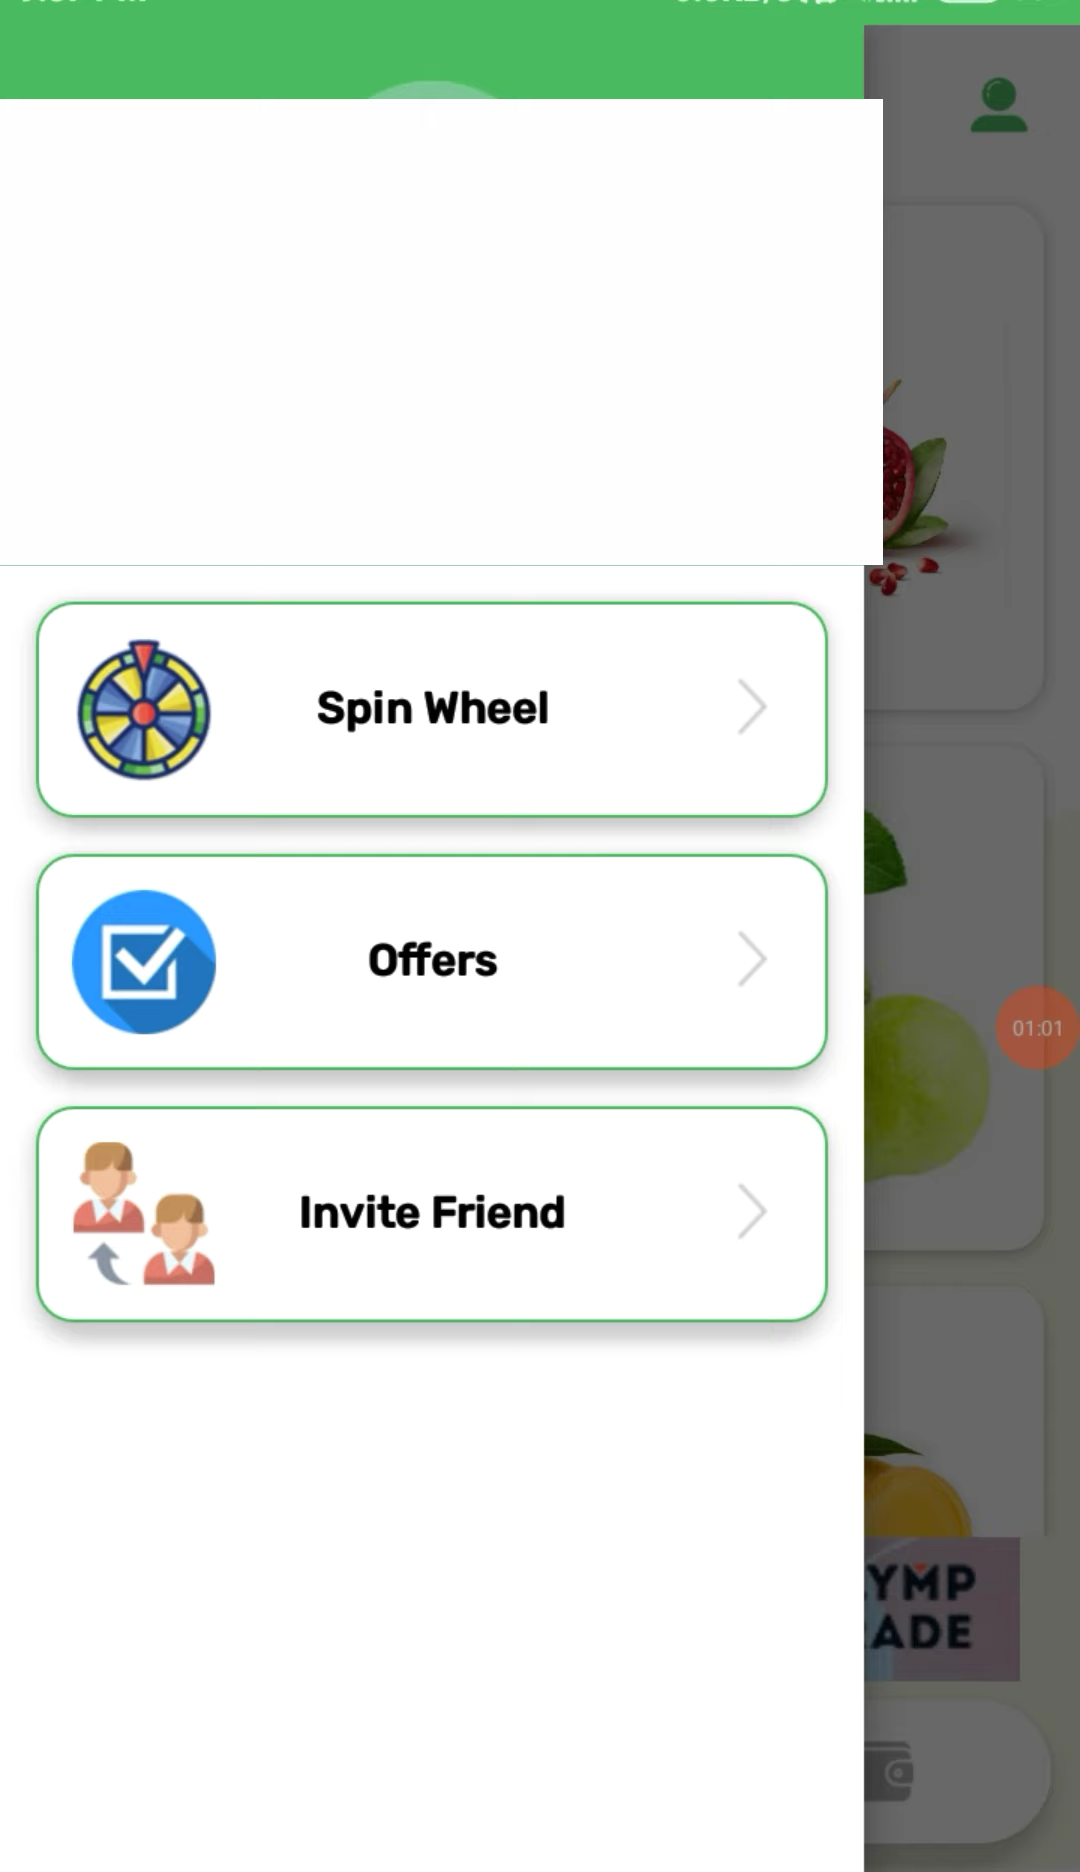 Spin Wheel
Offers
01:01
Invite Friend
YMP
ADE